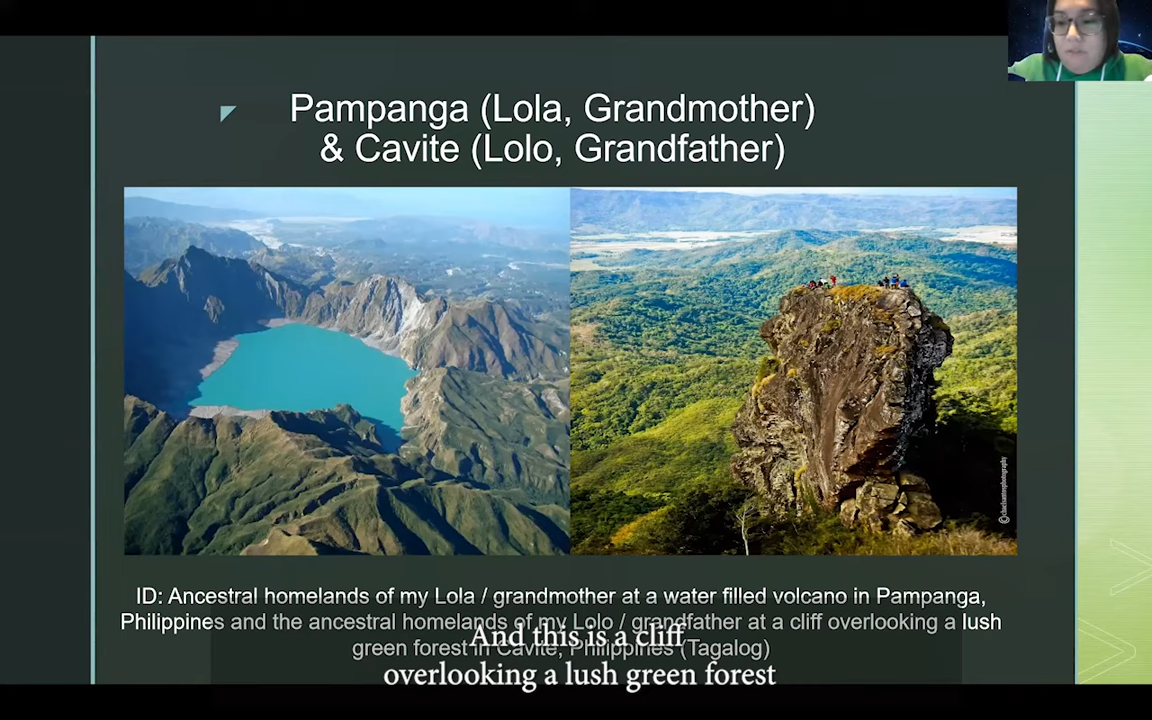 Pampanga (Lola, Grandmother)
& Cavite (Lolo, Grandfather)
©chachantesphotography
ID: Ancestral homelands of my Lola / grandmother at a water filled volcano in Pampanga,
Philippines and the ancestral homelands of my Lolo / grandfather at a cliff overlooking a lush
green forest in Cavite, Philippines (Tagalog)
And this is a cliff
overlooking a lush green forest